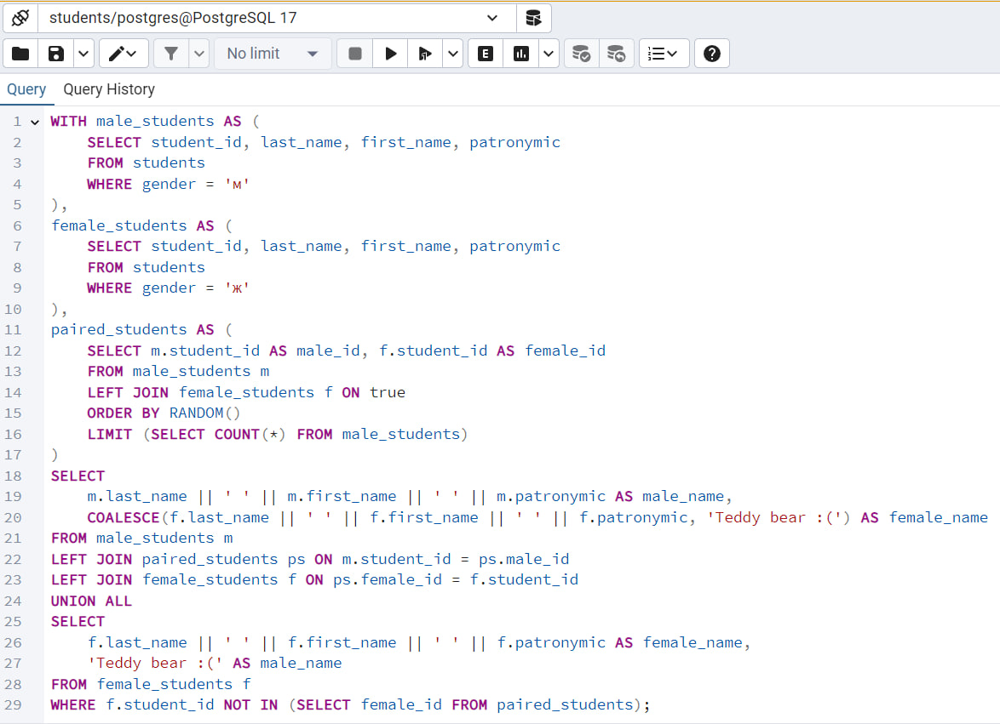 students/postgres@PostgreSQL 17
No limit
E
Query Query History
1 WITH male_students AS (
2     SELECT student_id, last_name, first_name, patronymic
3     FROM students
4     WHERE gender = 'м'
5 ),
6 female_students AS (
7     SELECT student_id, last_name, first_name, patronymic
8     FROM students
9     WHERE gender = 'ж'
10 ),
11 paired_students AS (
12     SELECT m.student_id AS male_id, f.student_id AS female_id
13     FROM male_students m
14     LEFT JOIN female_students f ON true
15     ORDER BY RANDOM()
16     LIMIT (SELECT COUNT(*) FROM male_students)
17 )
18 SELECT
19     m.last_name || ' ' || m.first_name || ' ' || m.patronymic AS male_name,
20     COALESCE(f.last_name || ' ' || f.first_name || ' ' || f.patronymic, 'Teddy bear :(') AS female_name
21 FROM male_students m
22 LEFT JOIN paired_students ps ON m.student_id = ps.male_id
23 LEFT JOIN female_students f ON ps.female_id = f.student_id
24 UNION ALL
25 SELECT
26     f.last_name || ' ' || f.first_name || ' ' || f.patronymic AS female_name,
27     'Teddy bear :(' AS male_name
28 FROM female_students f
29 WHERE f.student_id NOT IN (SELECT female_id FROM paired_students);